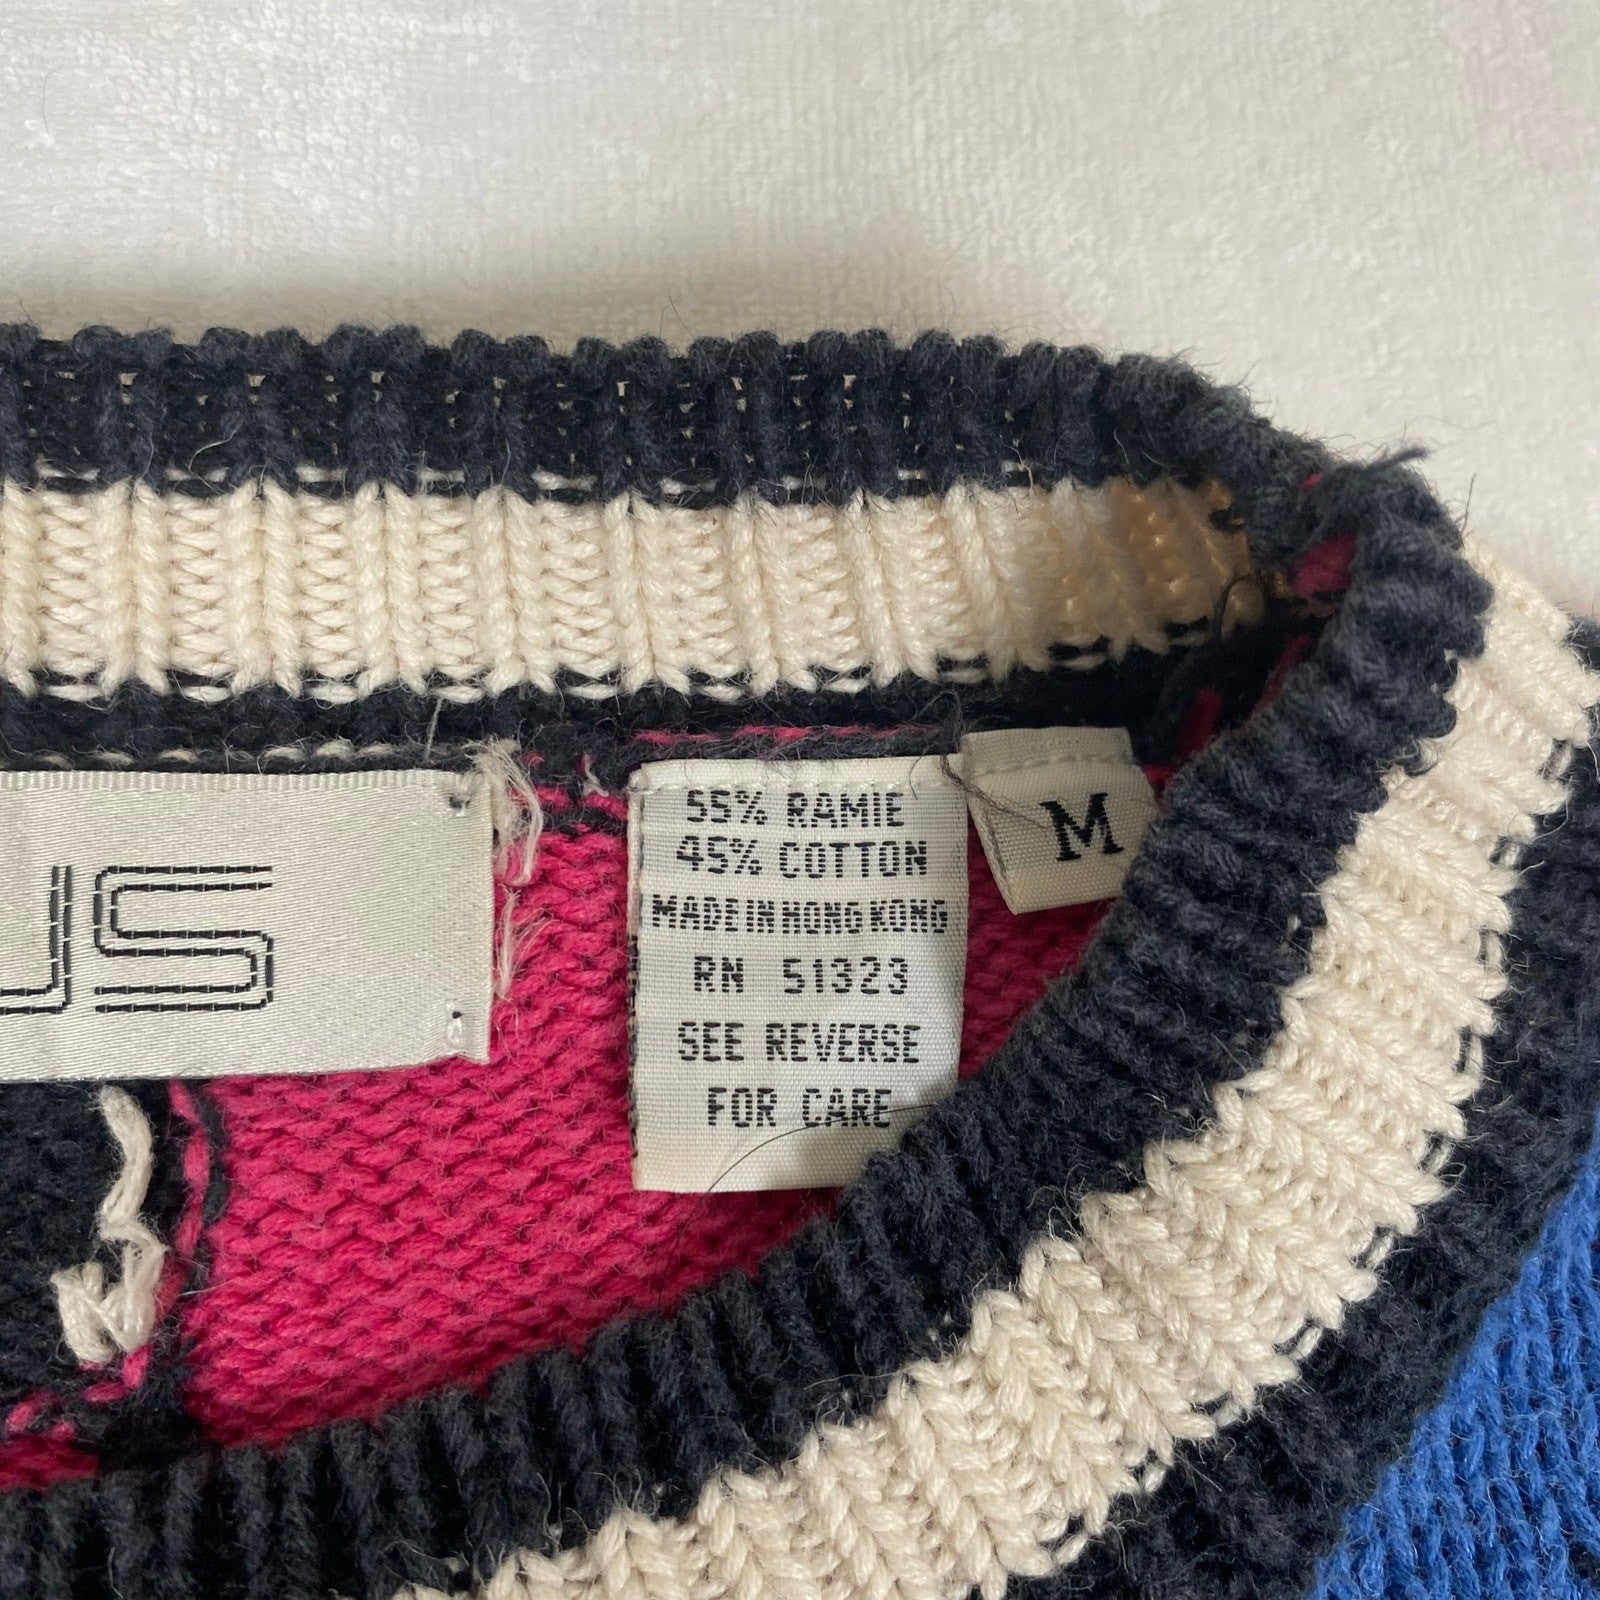 US
55% RAMIE
45% COTTON
MADE IN HONG KONG
RN 51323
SEE REVERSE
FOR CARE
M